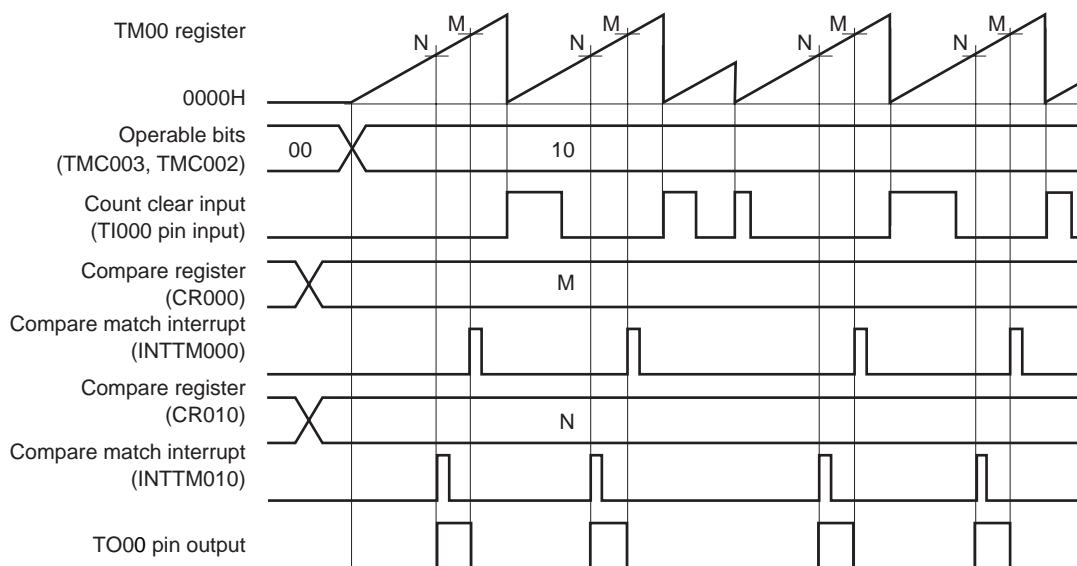 TM00 register
M
M
M
M
N
N
N
N
0000H
Operable bits
(TMC003, TMC002)
00
10
Count clear input
(TI000 pin input)
Compare register
(CR000)
M
Compare match interrupt
(INTTM000)
Compare register
(CR010)
N
Compare match interrupt
(INTTM010)
TO00 pin output